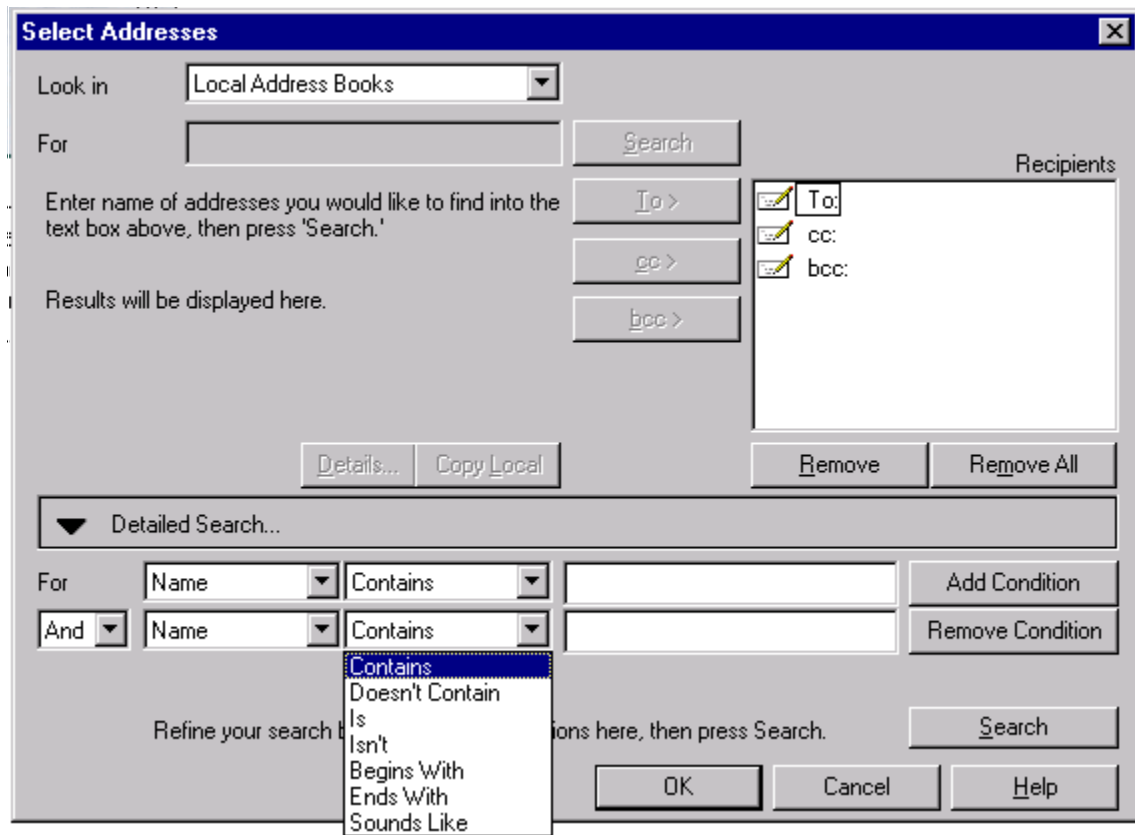 Select Addresses
Look in Local Address Books
For Search
Recipients
Enter name of addresses you would like to find into the
text box above, then press 'Search.'
To >
cc >
bcc >
To:
cc:
bcc:
Results will be displayed here.
Details... Copy Local Remove Remove All
Detailed Search...
For Name Contains Add Condition
And Name Contains Remove Condition
Contains
Doesn't Contain
Is
Isn't
Begins With
Ends With
Sounds Like
Refine your search ions here, then press Search. Search
OK Cancel Help